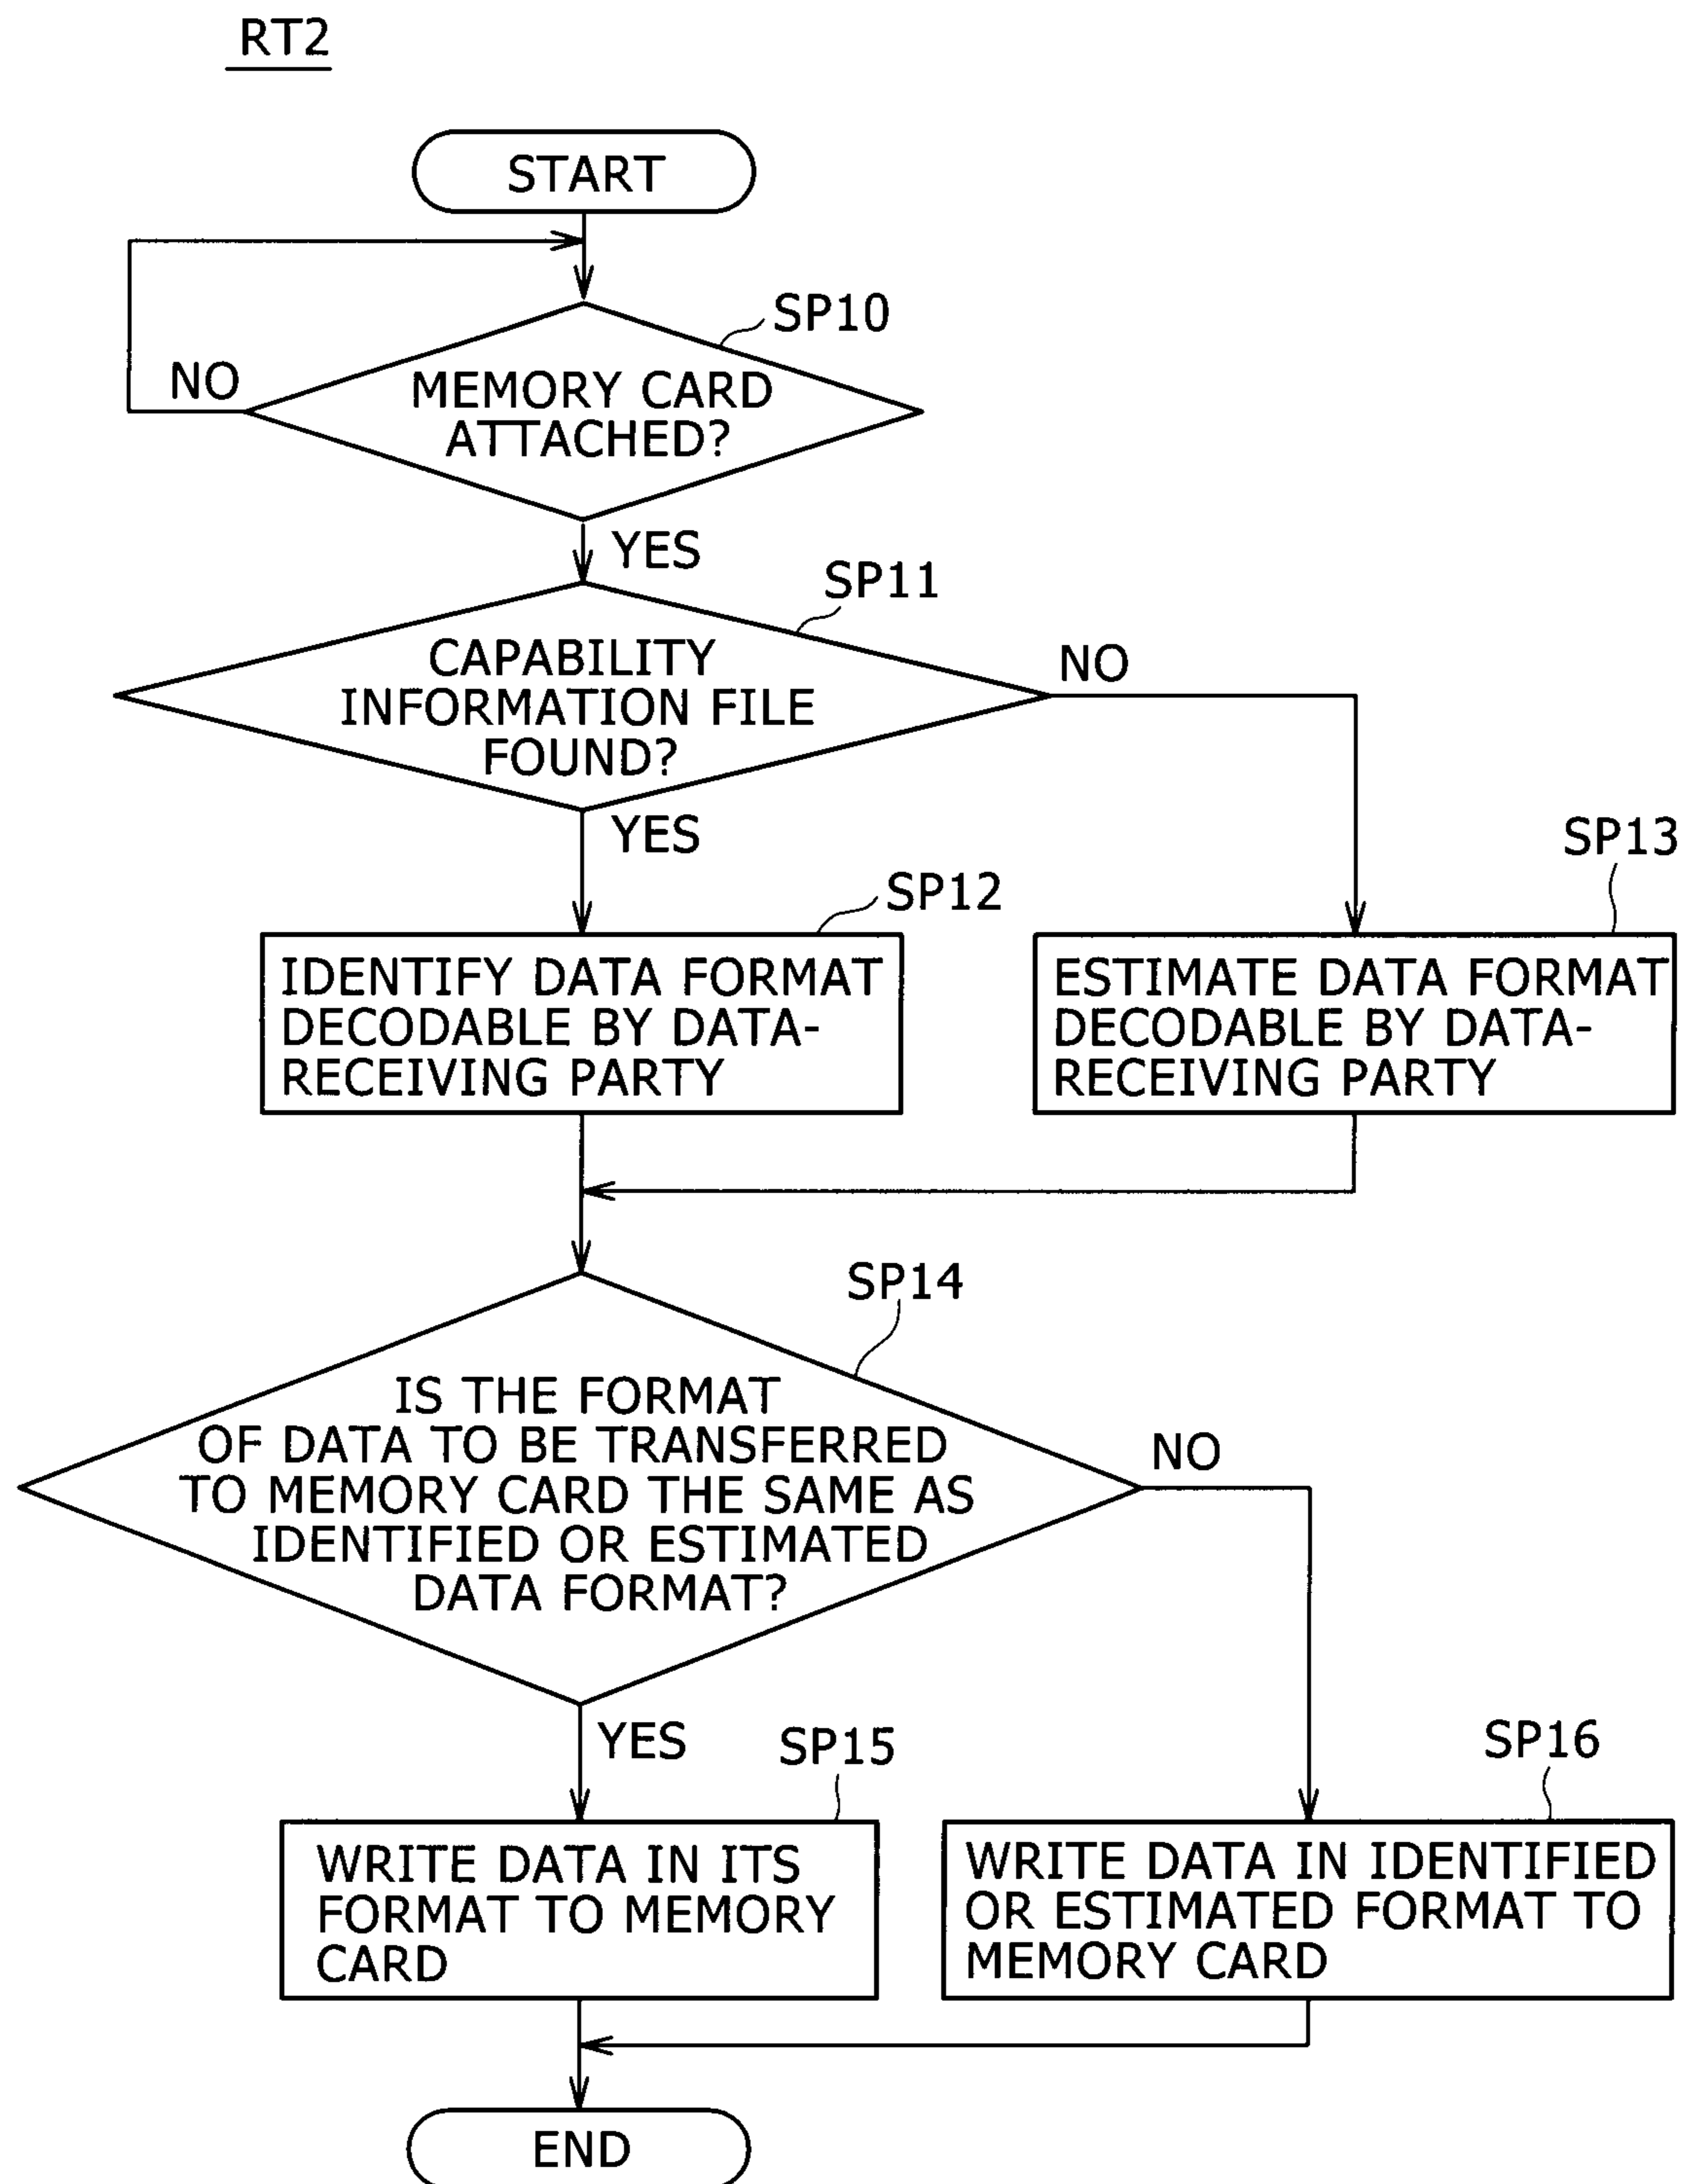 RT2
START
SP10
NO
MEMORY CARD
ATTACHED?
YES
SP11
CAPABILITY
INFORMATION FILE
FOUND?
NO
YES
SP13
SP12
IDENTIFY DATA FORMAT
DECODABLE BY DATA-
RECEIVING PARTY
ESTIMATE DATA FORMAT
DECODABLE BY DATA-
RECEIVING PARTY
SP14
IS THE FORMAT
OF DATA TO BE TRANSFERRED
TO MEMORY CARD THE SAME AS
IDENTIFIED OR ESTIMATED
DATA FORMAT?
NO
YES
SP15
SP16
WRITE DATA IN ITS
FORMAT TO MEMORY
CARD
WRITE DATA IN IDENTIFIED
OR ESTIMATED FORMAT TO
MEMORY CARD
END